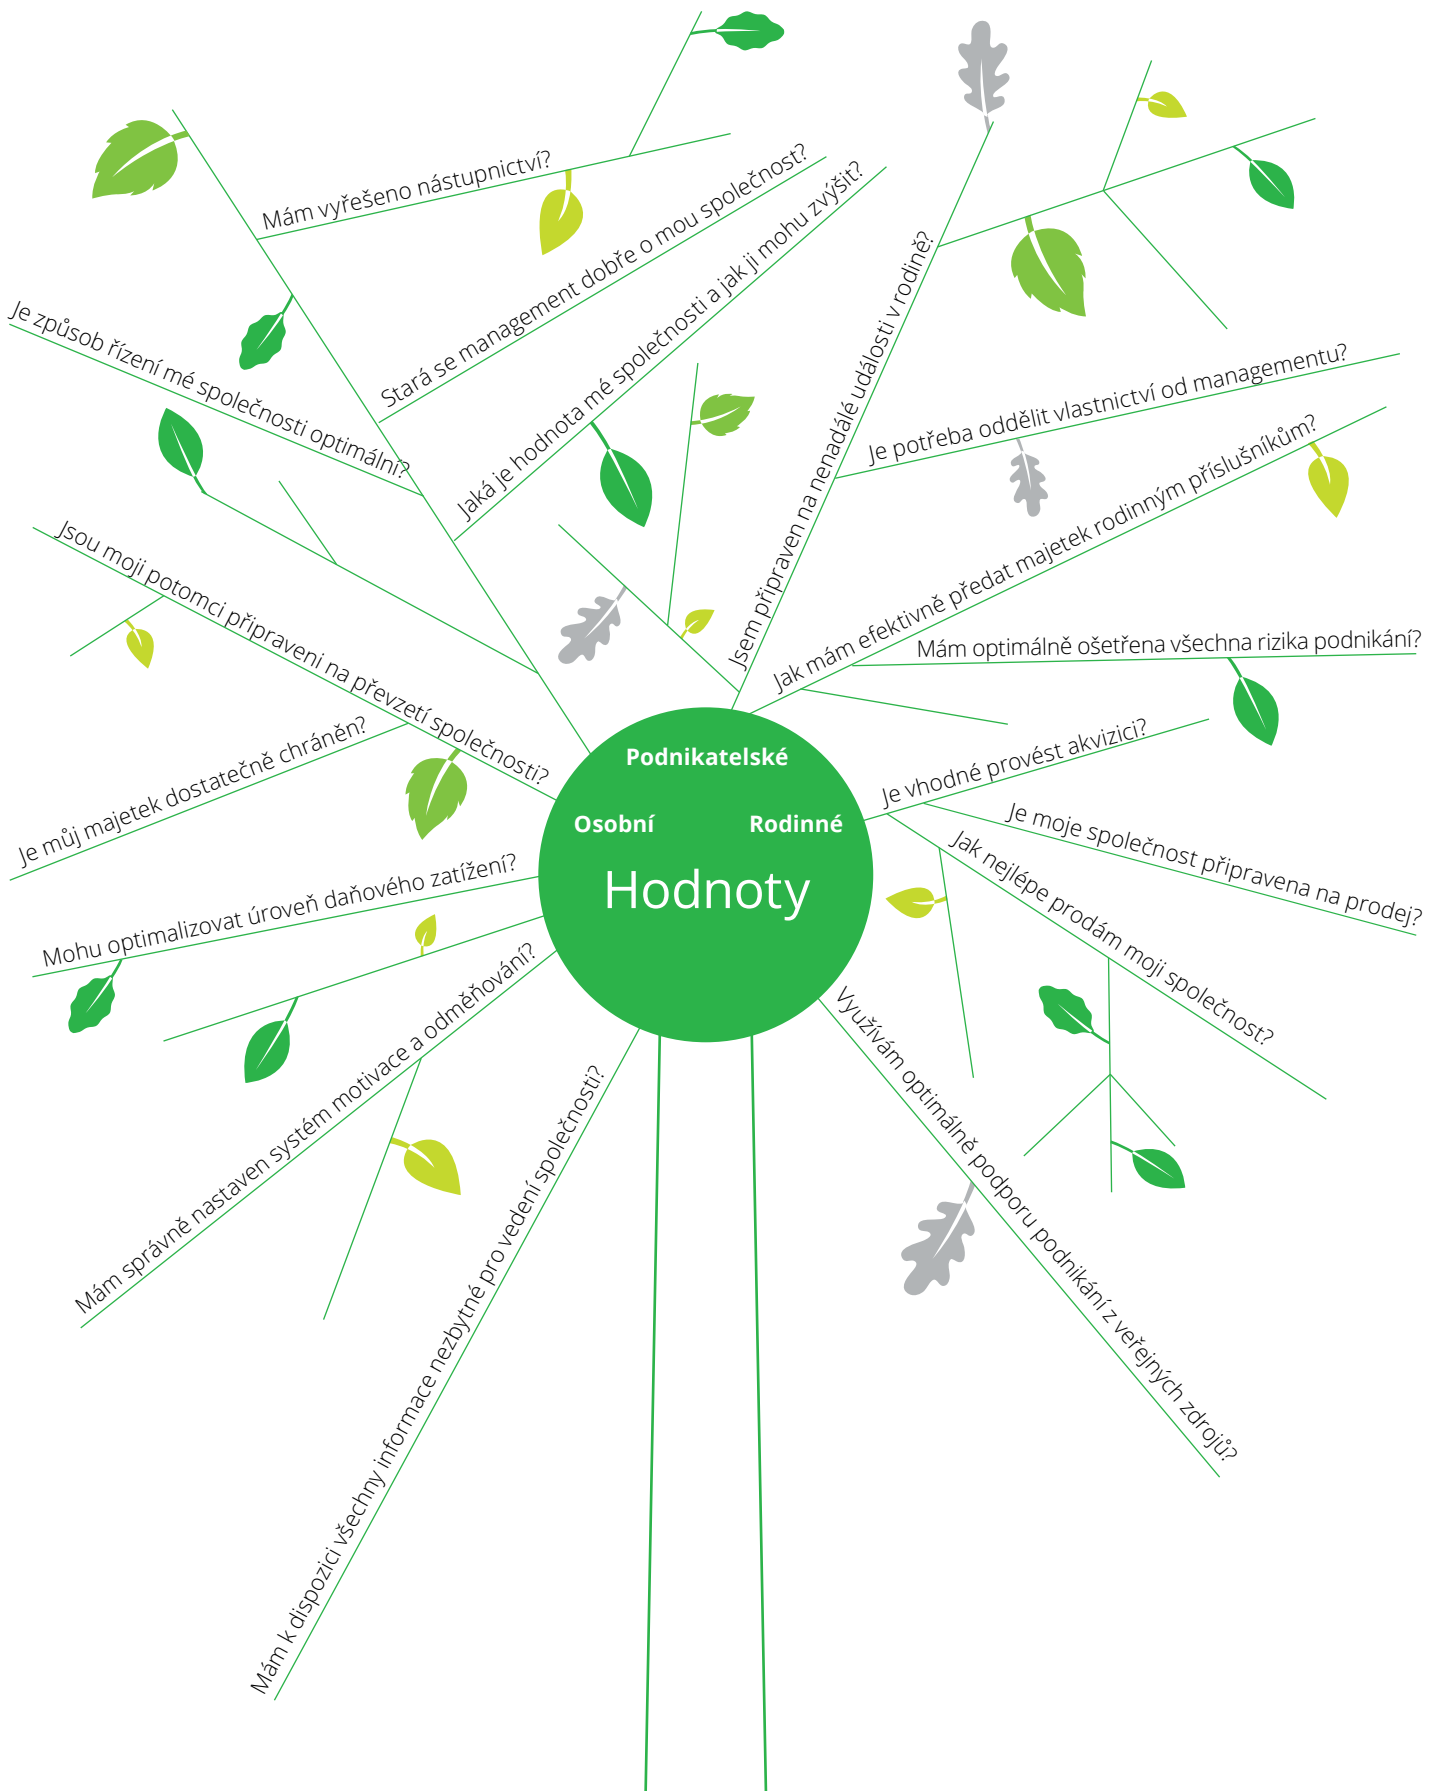 Mám vyřešeno nástupnictví?
Stará se management dobře o mou společnost?
Jaká je hodnota mé společnosti a jak ji mohu zvýšit?
Je způsob řízení mé společnosti optimální?
Jsem připraven na nenadálé události v rodině?
Je potřeba oddělit vlastnictví od managementu?
Jak mám efektivně předat majetek rodinným příslušníkům?
Mám optimálně ošetřena všechna rizika podnikání?
Jsou moji potomci připraveni na převzetí společnosti?
Je můj majetek dostatečně chráněn?
Je vhodné provést akvizici?
Je moje společnost připravena na prodej?
Jak nejlépe prodám moji společnost?
Podnikatelské
Osobní
Rodinné
Hodnoty
Mohu optimalizovat úroveň daňového zatížení?
Mám správně nastaven systém motivace a odměňování?
Mám k dispozici všechny informace nezbytné pro vedení společnosti?
Využívám optimálně podporu podnikání z veřejných zdrojů?